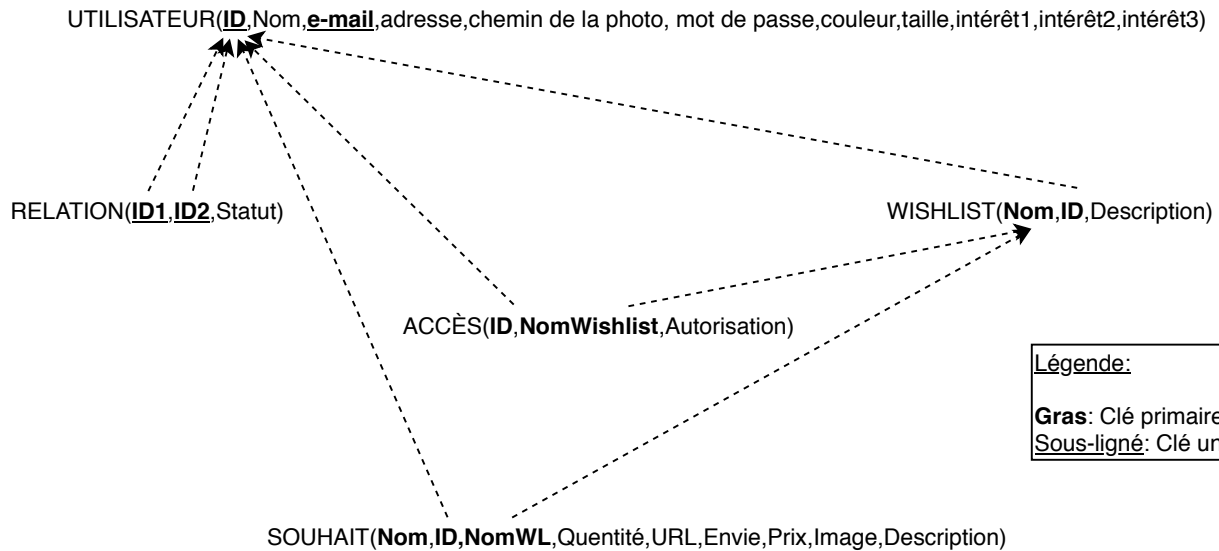 UTILISATEUR(ID,Nom,e-mail,adresse,chemin de la photo, mot de passe,couleur,taille,intérêt1,intérêt2,intérêt3)
RELATION(ID1,ID2,Statut)
WISHLIST(Nom,ID,Description)
ACCÈS(ID,NomWishlist,Autorisation)
Légende:
Gras: Clé primaire
Sous-ligné: Clé un
SOUHAIT(Nom,ID,NomWL,Quentité,URL,Envie,Prix,Image,Description)